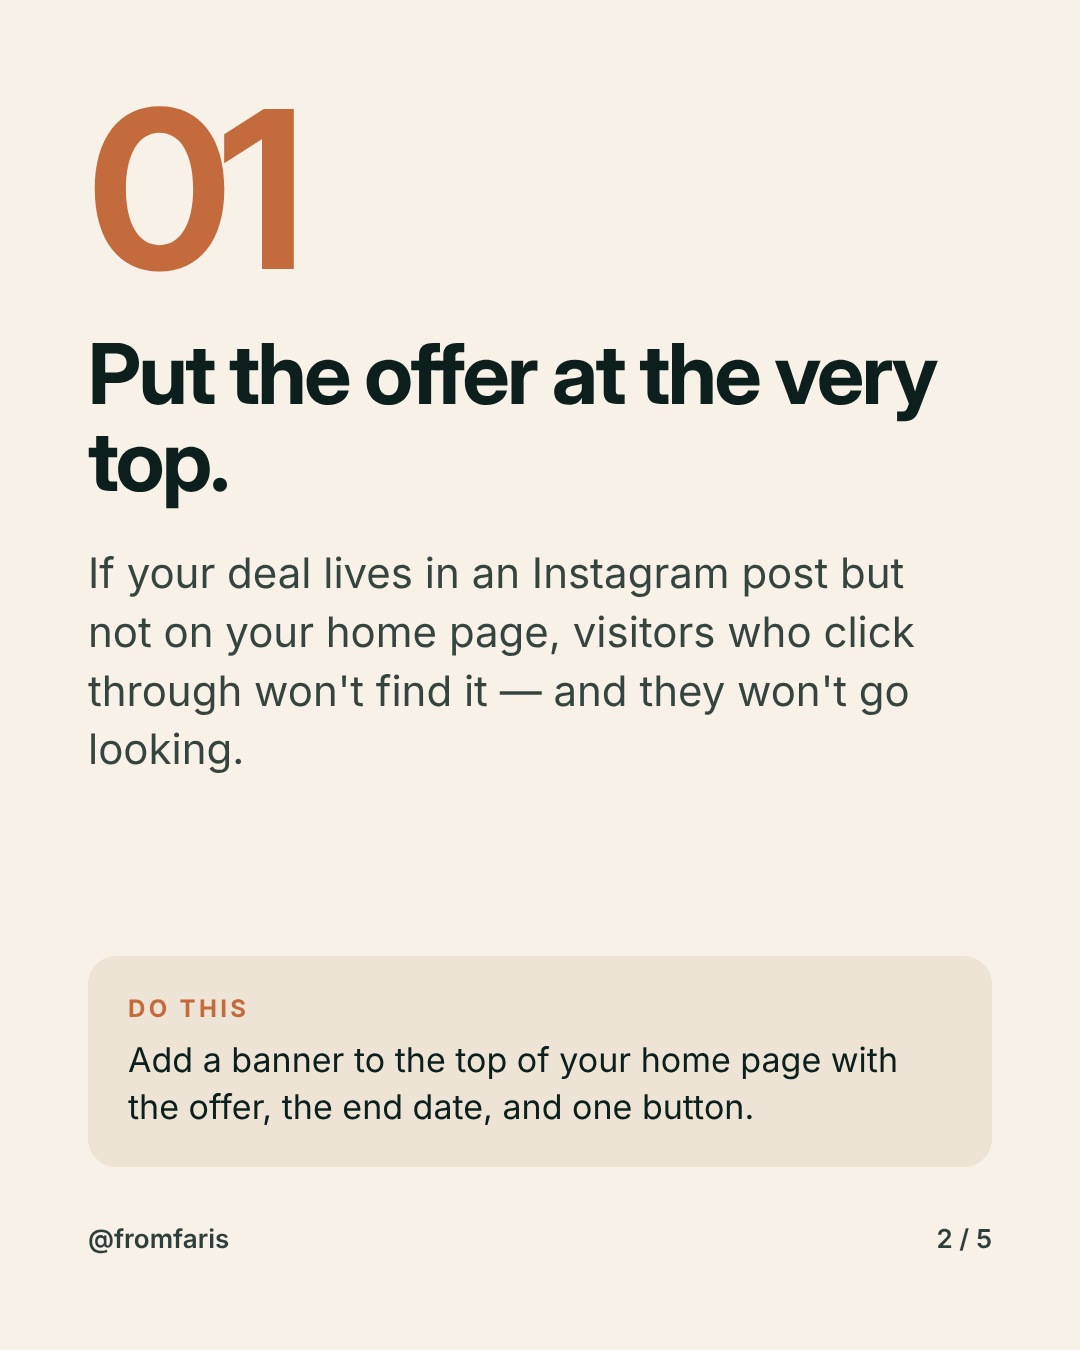 01
Put the offer at the very
top.
If your deal lives in an Instagram post but
not on your home page, visitors who click
through won't find it — and they won't go
looking.
DO THIS
Add a banner to the top of your home page with
the offer, the end date, and one button.
@fromfaris
2 / 5